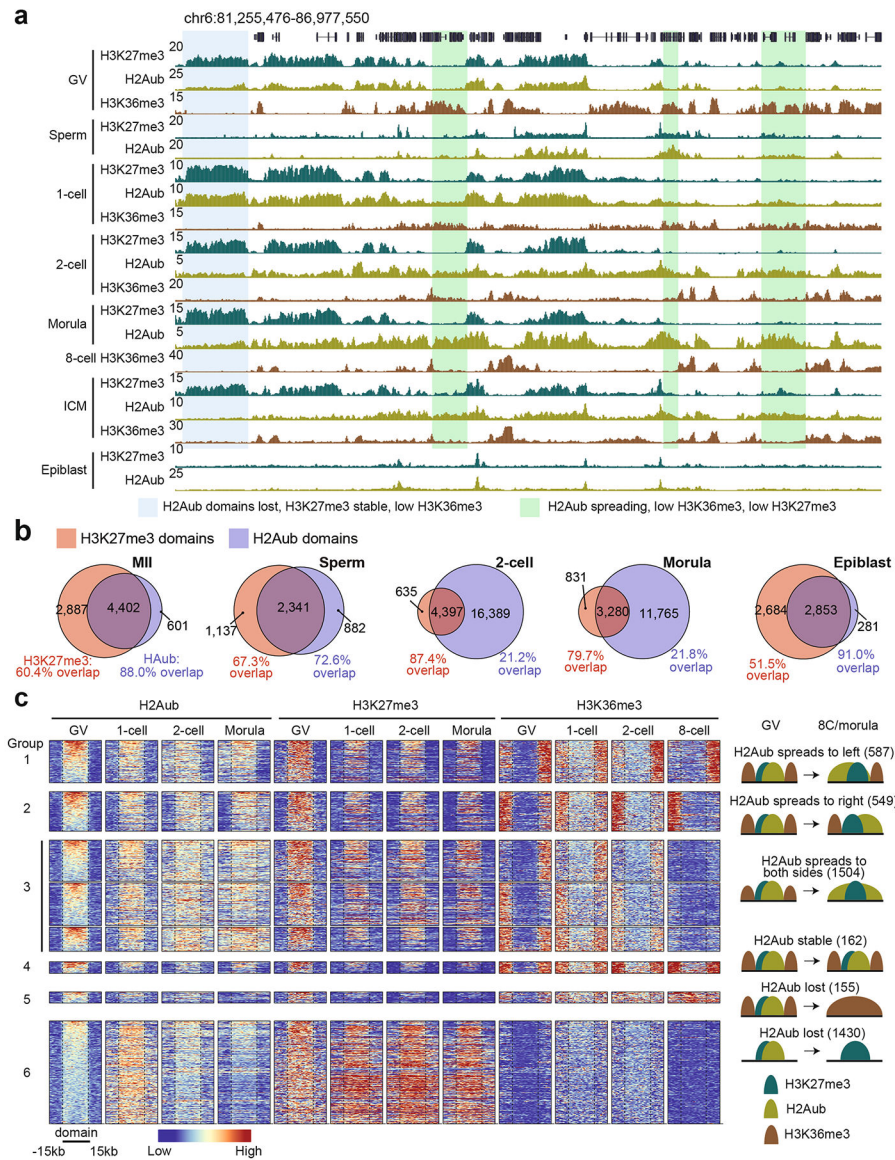 a
chr6:81,255,476-86,977,550
GV
20 H3K27me3
25 H2Aub
15 H3K36me3
Sperm
20 H3K27me3
20 H2Aub
1-cell
10 H3K27me3
10 H2Aub
15 H3K36me3
2-cell
15 H3K27me3
5 H2Aub
20 H3K36me3
Morula
15 H3K27me3
5 H2Aub
8-cell H3K36me3 40
ICM
15 H3K27me3
10 H2Aub
30 H3K36me3
Epiblast
10 H3K27me3
25 H2Aub
H2Aub domains lost, H3K27me3 stable, low H3K36me3
H2Aub spreading, low H3K36me3, low H3K27me3
b
H3K27me3 domains
H2Aub domains
MII
2,887
4,402
601
H3K27me3:
60.4% overlap
HAub:
88.0% overlap
Sperm
1,137
2,341
882
67.3%
overlap
72.6%
overlap
2-cell
635
4,397
16,389
87.4%
overlap
21.2%
overlap
Morula
831
3,280
11,765
79.7%
overlap
21.8%
overlap
Epiblast
2,684
2,853
281
51.5%
overlap
91.0%
overlap
c
H2Aub
H3K27me3
H3K36me3
GV 1-cell 2-cell Morula
GV 1-cell 2-cell Morula
GV 1-cell 2-cell 8-cell
Group
1
2
3
4
5
6
domain
-15kb 15kb
Low High
GV 8C/morula
H2Aub spreads to left (587)
H2Aub spreads to right (549)
H2Aub spreads to
both sides (1504)
H2Aub stable (162)
H2Aub lost (155)
H2Aub lost (1430)
H3K27me3
H2Aub
H3K36me3